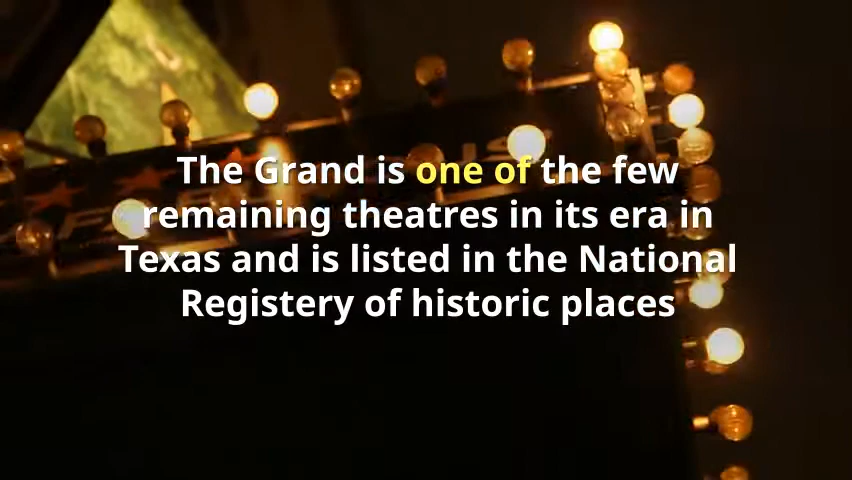 The Grand is one of the few
remaining theatres in its era in
Texas and is listed in the National
Registery of historic places